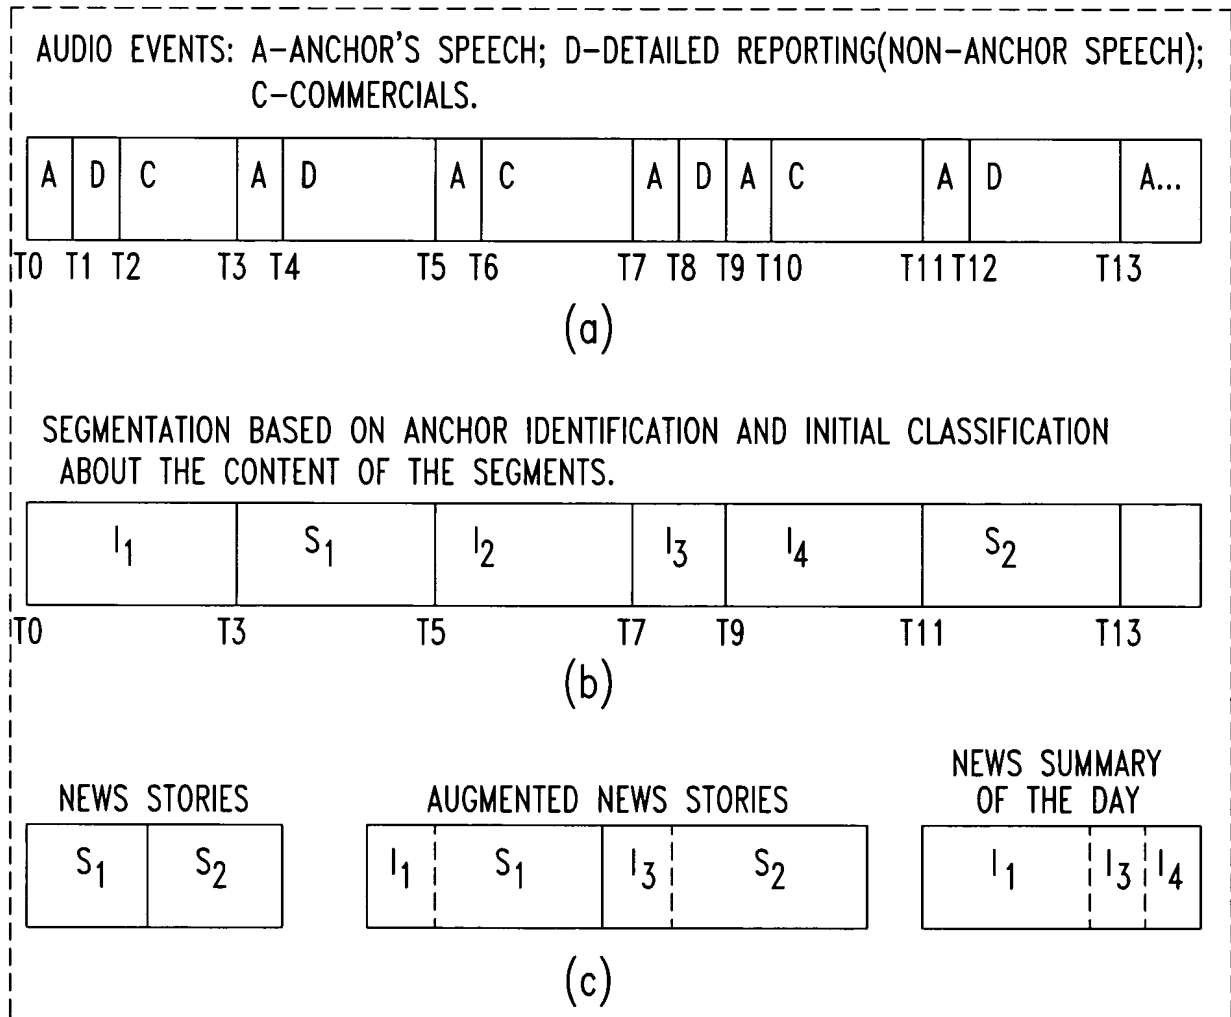 AUDIO EVENTS: A–ANCHOR'S SPEECH; D–DETAILED REPORTING(NON–ANCHOR SPEECH);
C–COMMERCIALS.
A D C A D A C A D A C A D A...
T0 T1 T2 T3 T4 T5 T6 T7 T8 T9 T10 T11 T12 T13
(a)
SEGMENTATION BASED ON ANCHOR IDENTIFICATION AND INITIAL CLASSIFICATION
ABOUT THE CONTENT OF THE SEGMENTS.
I1 S1 I2 I3 I4 S2
T0 T3 T5 T7 T9 T11 T13
(b)
NEWS STORIES
S1 S2
AUGMENTED NEWS STORIES
I1 S1 I3 S2
NEWS SUMMARY
OF THE DAY
I1 I3 I4
(c)